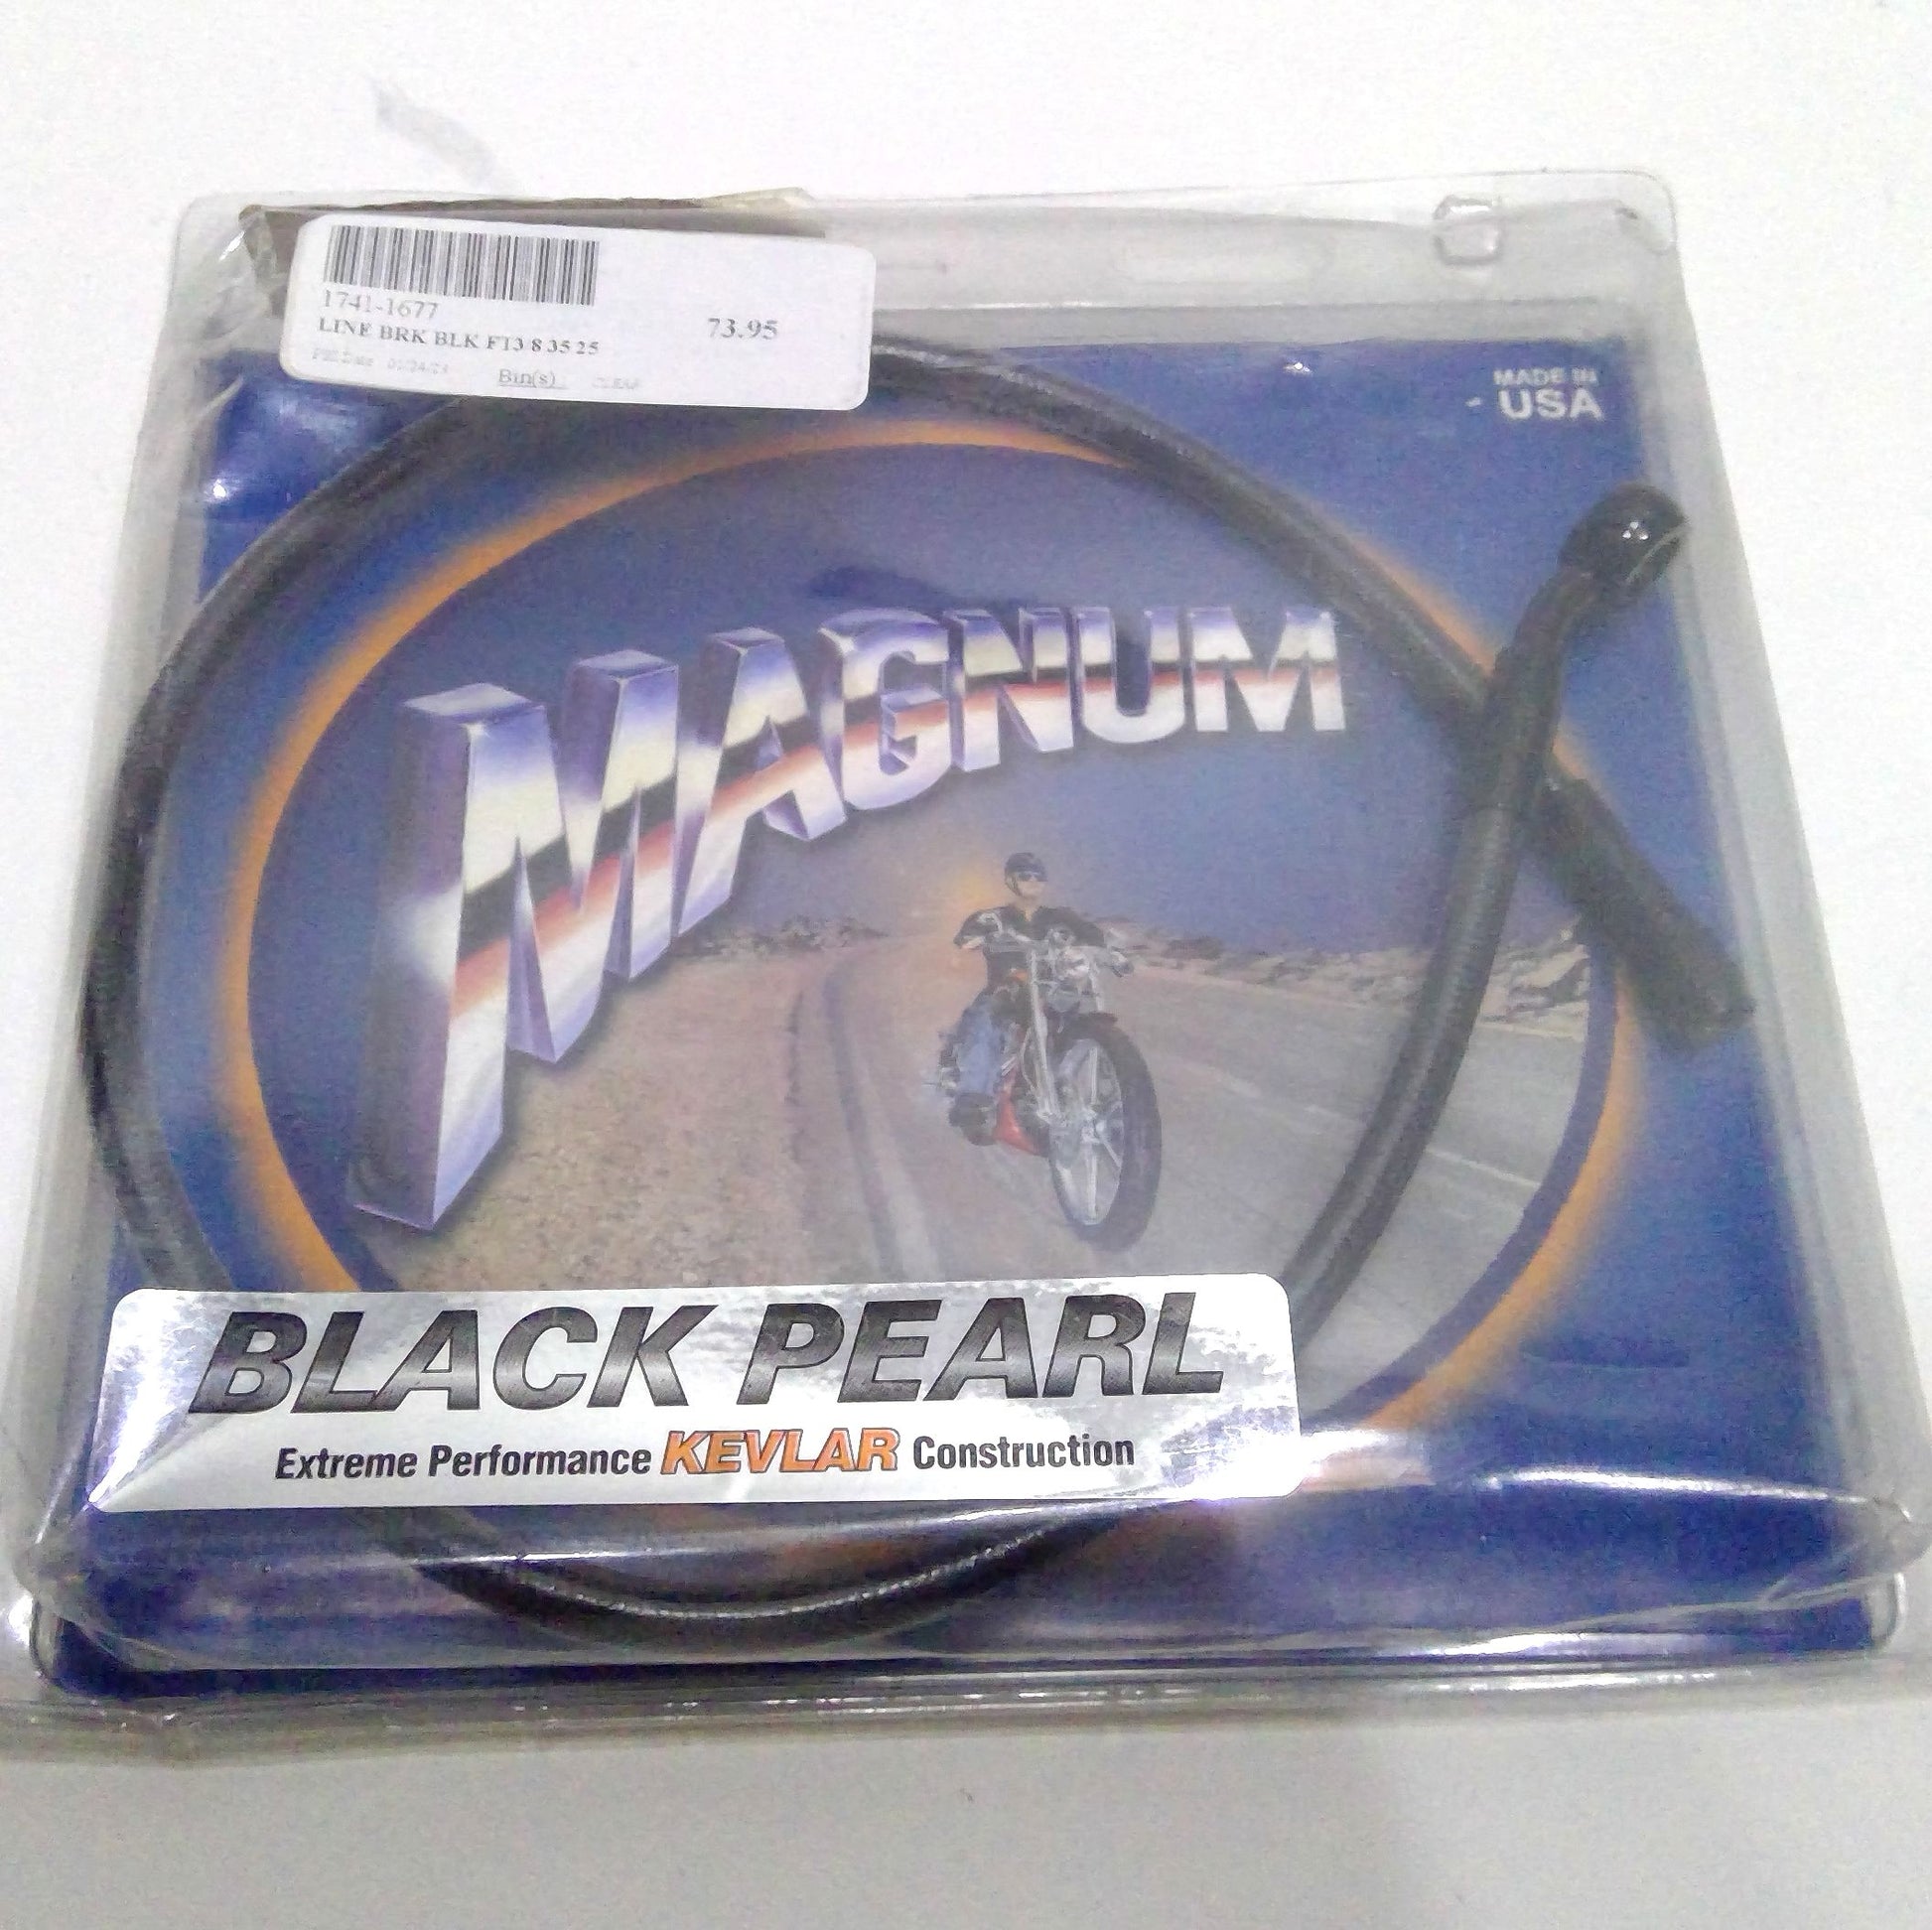 1741-1677
73.95
LINE BRK BLK FT3 8 35 25
Bin(s)
MADE IN
USA
MAGNUM
BLACK PEARL
Extreme Performance KEVLAR Construction